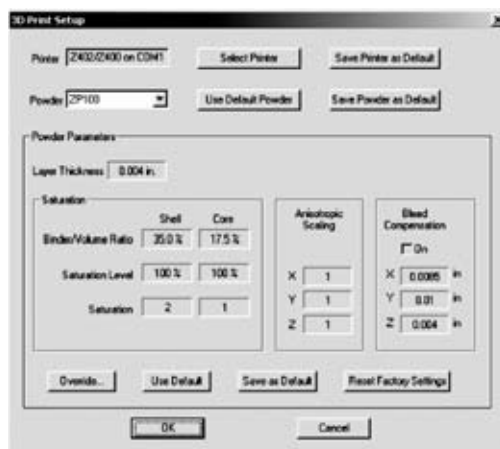 3D Print Setup
Printer Z402/Z400 on COM1 Select Printer Save Printer as Default
Powder ZP100 Use Default Powder Save Powder as Default
Powder Parameters
Layer Thickness 0.004 in.
Saturation
Shell Core
Binder/Volume Ratio 35.0 % 17.5 %
Saturation Level 100 % 100 %
Saturation 2 1
Anisotropic
Scaling
X 1
Y 1
Z 1
Bleed
Compensation
On
X 0.0085 in
Y 0.01 in
Z 0.004 in
Override... Use Default Save as Default Reset Factory Settings
OK Cancel